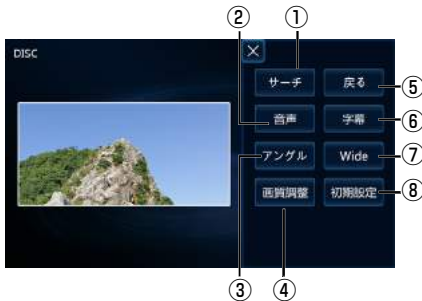 ② ①
DISC ×
サーチ 戻る ⑤
音声 字幕 ⑥
アングル Wide ⑦
画質調整 初期設定 ⑧
③ ④